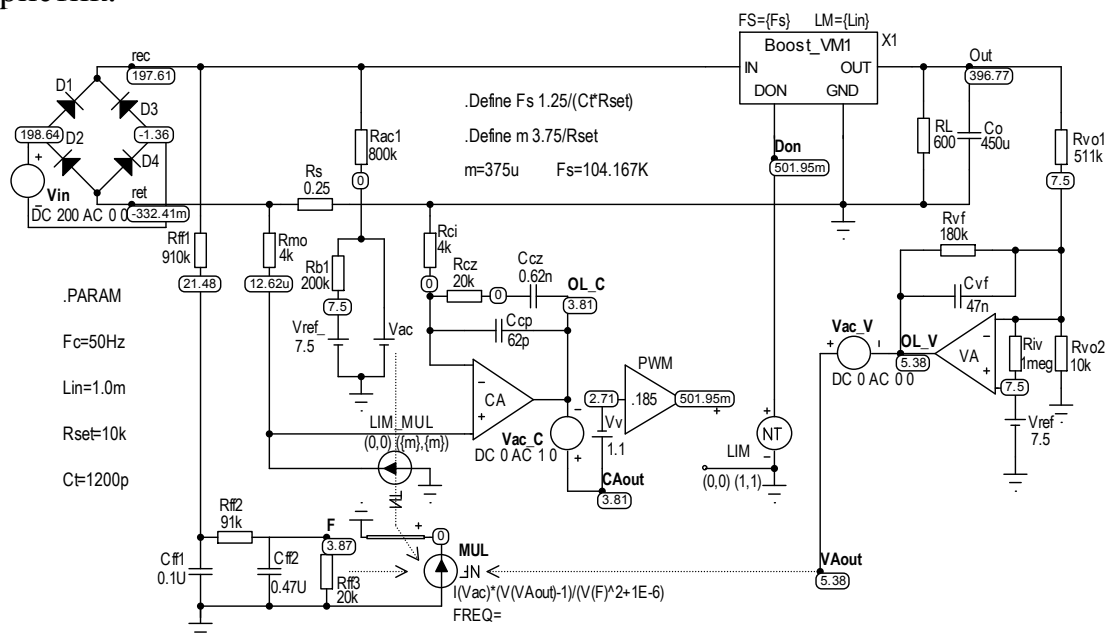 FS={Fs} LM={Lin}
Boost_VM1
X1
IN
OUT
DON
GND
rec
197.61
D1
D3
198.64
-1.36
D2
D4
+
Vin
DC 200 AC 0 0
ret
-332.41m
.Define Fs 1.25/(Ct*Rset)
.Define m 3.75/Rset
m=375u Fs=104.167K
Rac1
800k
0
Rs
0.25
Out
396.77
RL
600
Co
450u
Rvo1
511k
7.5
Don
501.95m
Rff1
910k
21.48
Rmo
4k
12.62u
Rb1
200k
7.5
Vref_
7.5
Vac
Rci
4k
0
Rcz
20k
0
Ccz
0.62n
OL_C
3.81
Ccp
62p
CA
Vac_C
DC 0 AC 1 0
2.71
Vv
1.1
PWM
.185
501.95m
+
CAout
3.81
LIM_MUL
(0,0) ({m},{m})
NT
LIM
(0,0) (1,1)
Rvf
180k
Cvf
47n
Vac_V
OL_V
5.38
DC 0 AC 0 0
VA
Riv
1meg
7.5
Rvo2
10k
Vref
7.5
.PARAM
Fc=50Hz
Lin=1.0m
Rset=10k
Ct=1200p
Rff2
91k
Cff1
0.1U
Cff2
0.47U
F
3.87
Rff3
20k
+
0
MUL
NF
I(Vac)*(V(VAout)-1)/(V(F)^2+1E-6)
FREQ=
VAout
5.38